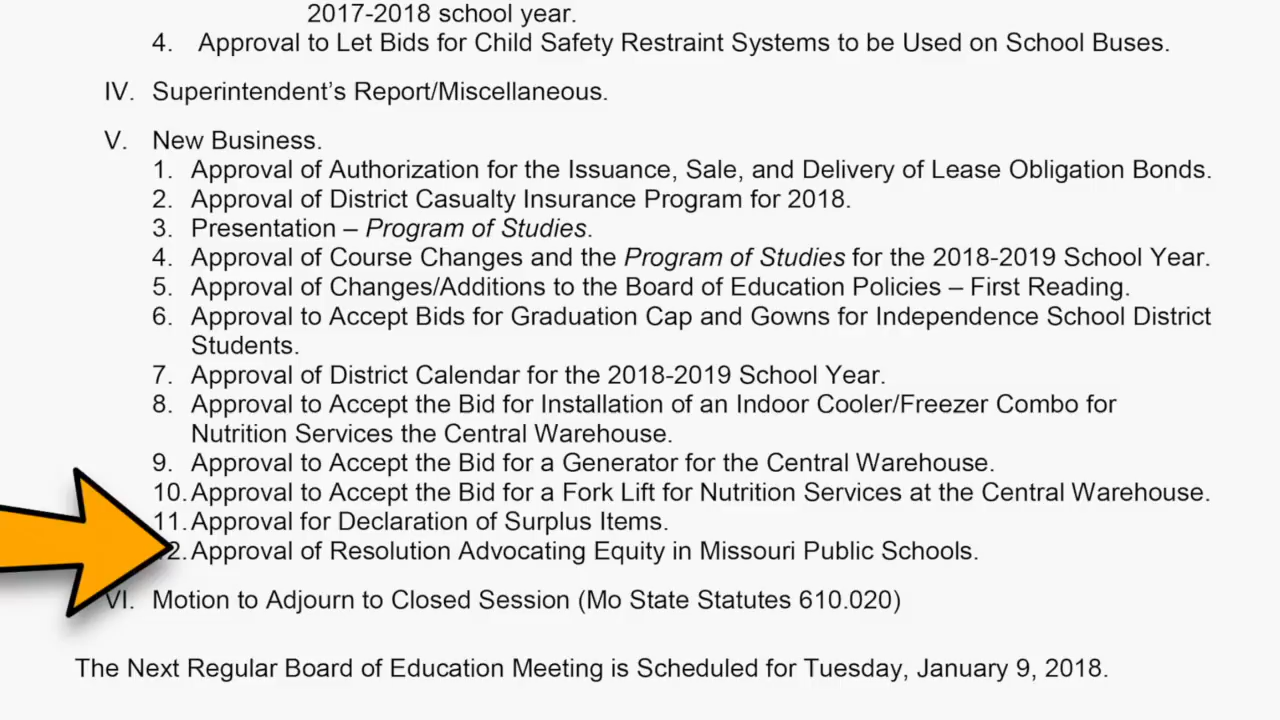 2017-2018 school year.
4. Approval to Let Bids for Child Safety Restraint Systems to be Used on School Buses.
IV. Superintendent's Report/Miscellaneous.
V. New Business.
1. Approval of Authorization for the Issuance, Sale, and Delivery of Lease Obligation Bonds.
2. Approval of District Casualty Insurance Program for 2018.
3. Presentation – Program of Studies.
4. Approval of Course Changes and the Program of Studies for the 2018-2019 School Year.
5. Approval of Changes/Additions to the Board of Education Policies – First Reading.
6. Approval to Accept Bids for Graduation Cap and Gowns for Independence School District
Students.
7. Approval of District Calendar for the 2018-2019 School Year.
8. Approval to Accept the Bid for Installation of an Indoor Cooler/Freezer Combo for
Nutrition Services the Central Warehouse.
9. Approval to Accept the Bid for a Generator for the Central Warehouse.
10. Approval to Accept the Bid for a Fork Lift for Nutrition Services at the Central Warehouse.
11. Approval for Declaration of Surplus Items.
12. Approval of Resolution Advocating Equity in Missouri Public Schools.
VI. Motion to Adjourn to Closed Session (Mo State Statutes 610.020)
The Next Regular Board of Education Meeting is Scheduled for Tuesday, January 9, 2018.